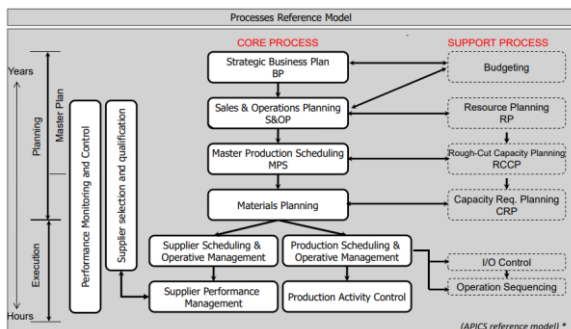 Processes Reference Model
CORE PROCESS
SUPPORT PROCESS
Years
Planning
Master Plan
Execution
Hours
Performance Monitoring and Control
Supplier selection and qualification
Strategic Business Plan
BP
Budgeting
Sales & Operations Planning
S&OP
Resource Planning
RP
Master Production Scheduling
MPS
Rough-Cut Capacity Planning
RCCP
Materials Planning
Capacity Req. Planning
CRP
Supplier Scheduling &
Operative Management
Production Scheduling &
Operative Management
I/O Control
Supplier Performance
Management
Production Activity Control
Operation Sequencing
(APICS reference model) *